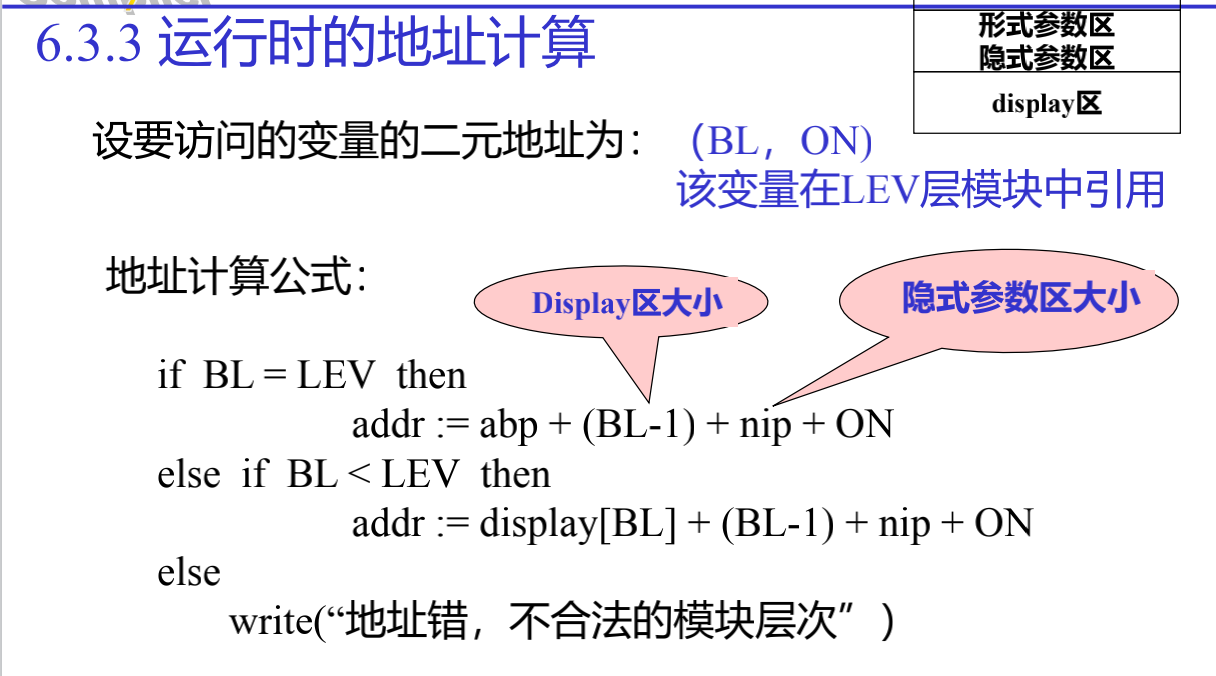 6.3.3 运行时的地址计算
形式参数区
隐式参数区
display区
设要访问的变量的二元地址为：（BL，ON)
该变量在LEV层模块中引用
地址计算公式：
Display区大小
隐式参数区大小
if BL = LEV then
addr := abp + (BL-1) + nip + ON
else if BL < LEV then
addr := display[BL] + (BL-1) + nip + ON
else
write(“地址错，不合法的模块层次”）